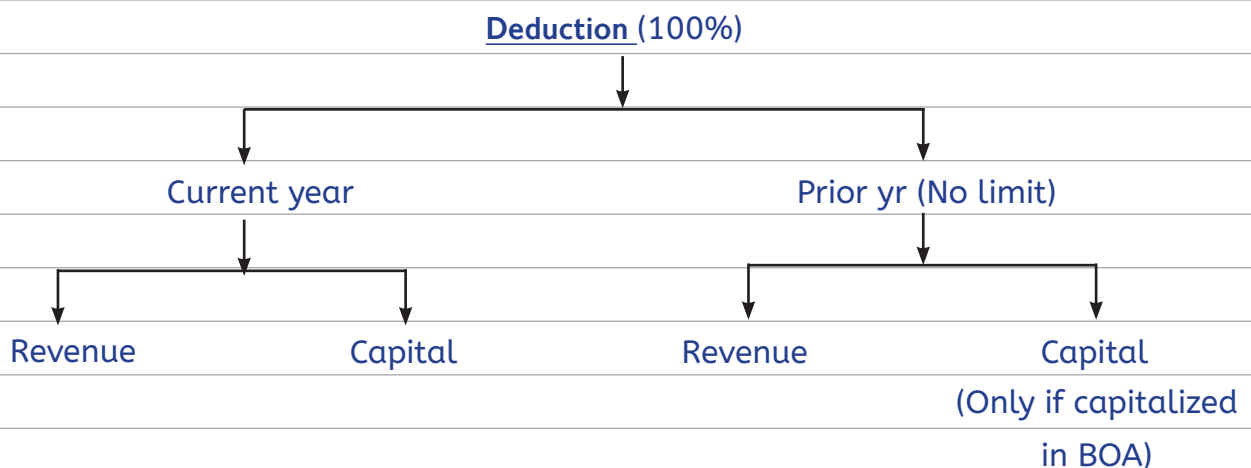 Deduction (100%)
Current year
Prior yr (No limit)
Revenue
Capital
Revenue
Capital
(Only if capitalized
in BOA)